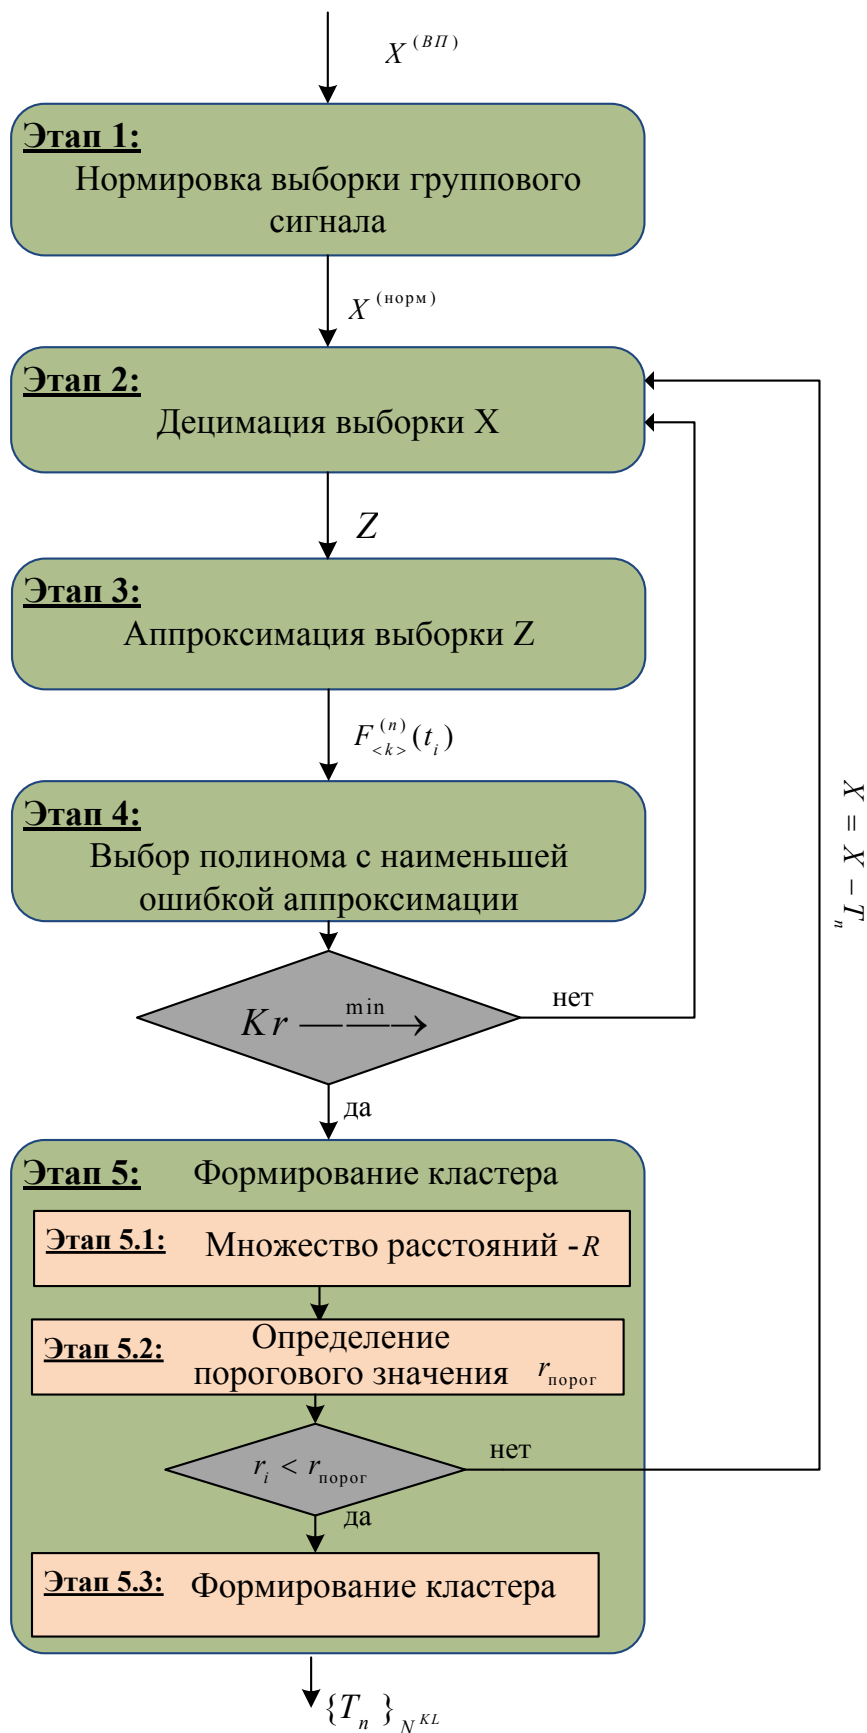 X^(ВП)
Этап 1:
Нормировка выборки группового
сигнала
X^(норм)
Этап 2:
Децимация выборки X
Z
Этап 3:
Аппроксимация выборки Z
F_<k>^(n)(t_i)
Этап 4:
Выбор полинома с наименьшей
ошибкой аппроксимации
X = X − T_n
Kr —min→
нет
да
Этап 5: Формирование кластера
Этап 5.1: Множество расстояний - R
Этап 5.2: Определение
порогового значения r_порог
r_i < r_порог
нет
да
Этап 5.3: Формирование кластера
{T_n}_N^KL